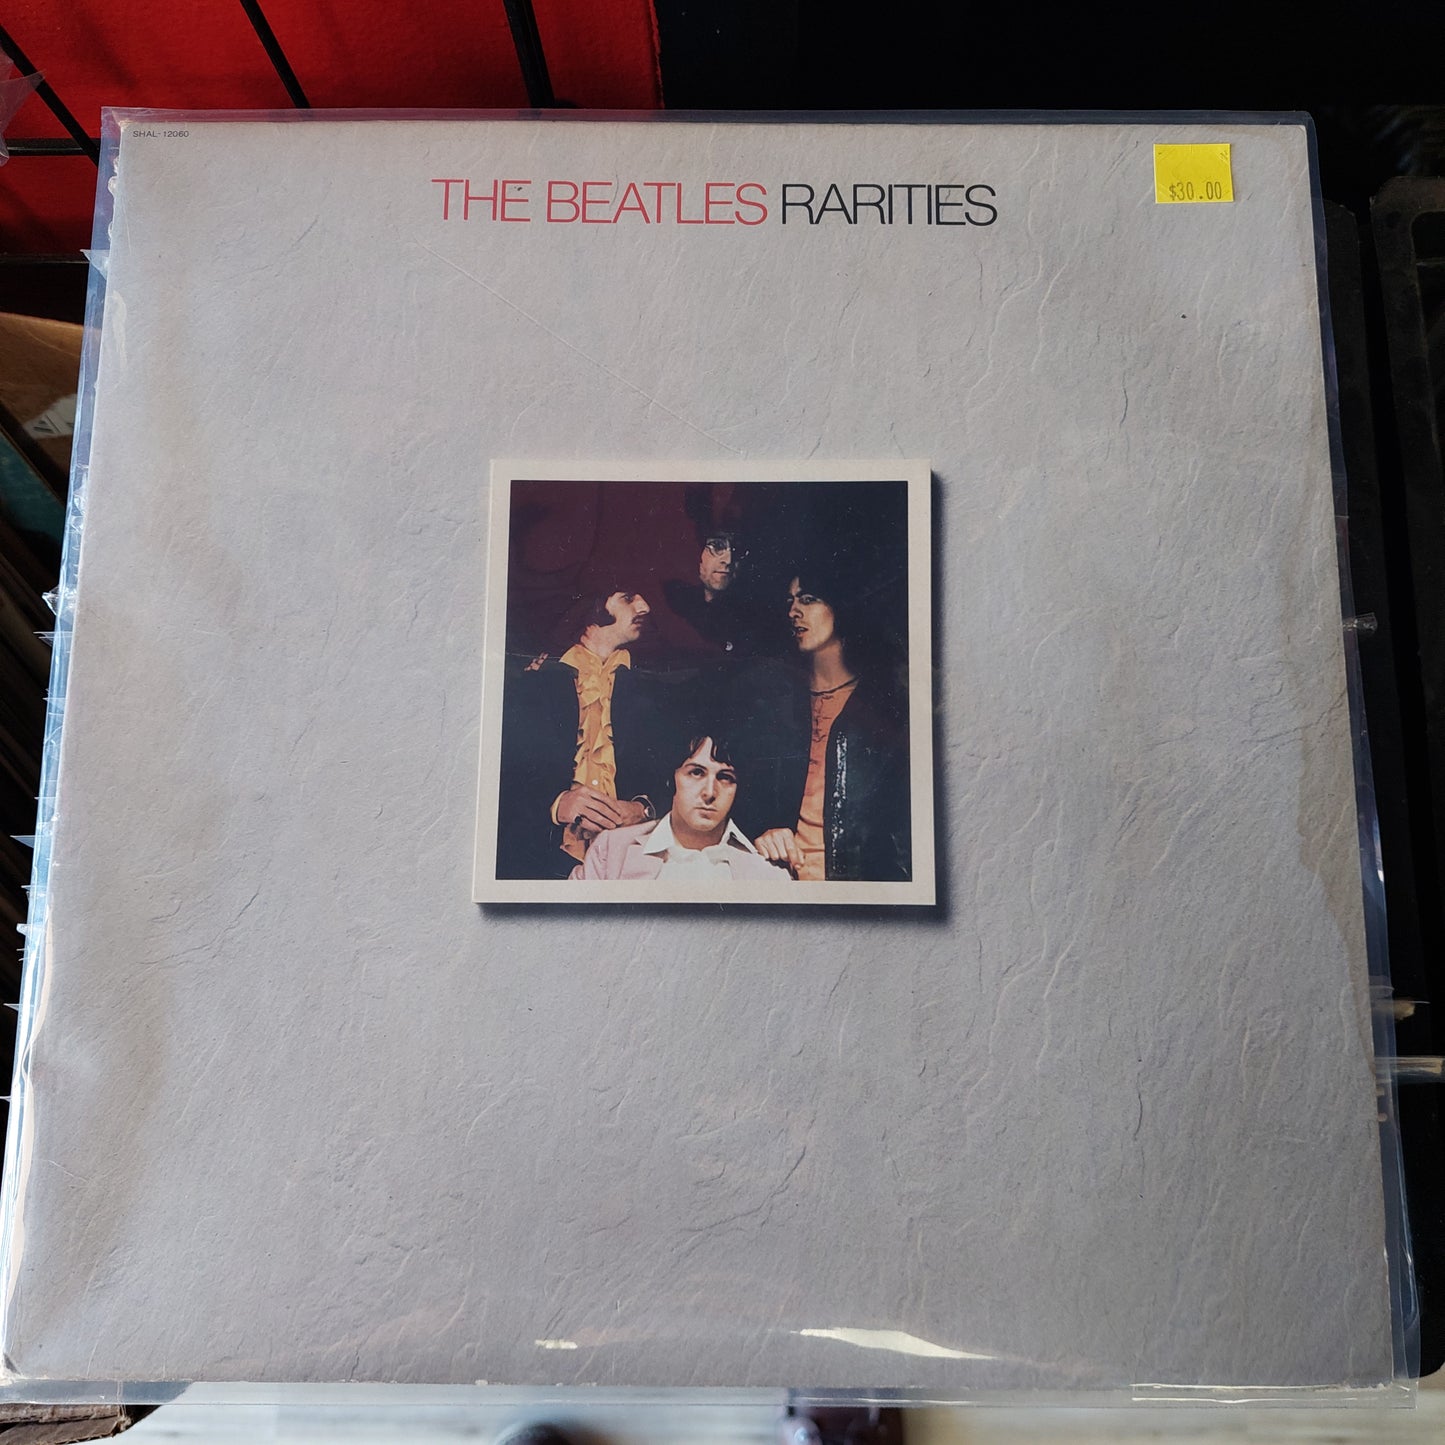 SHAL-12060
THE BEATLES RARITIES
$30.00